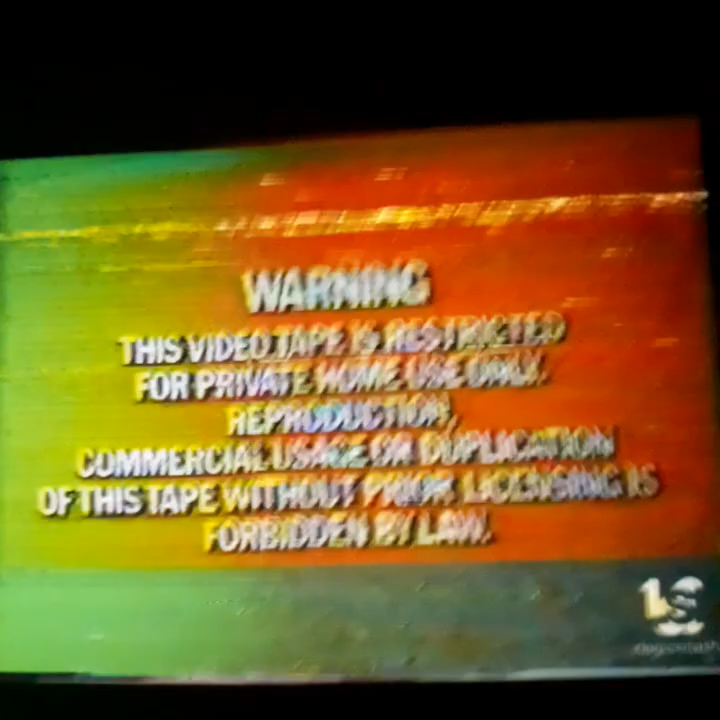 WARNING
THIS VIDEO TAPE IS RESTRICTED
FOR PRIVATE HOME USE ONLY.
REPRODUCTION,
COMMERCIAL USAGE OR DUPLICATION
OF THIS TAPE WITHOUT PRIOR LICENSING IS
FORBIDDEN BY LAW.